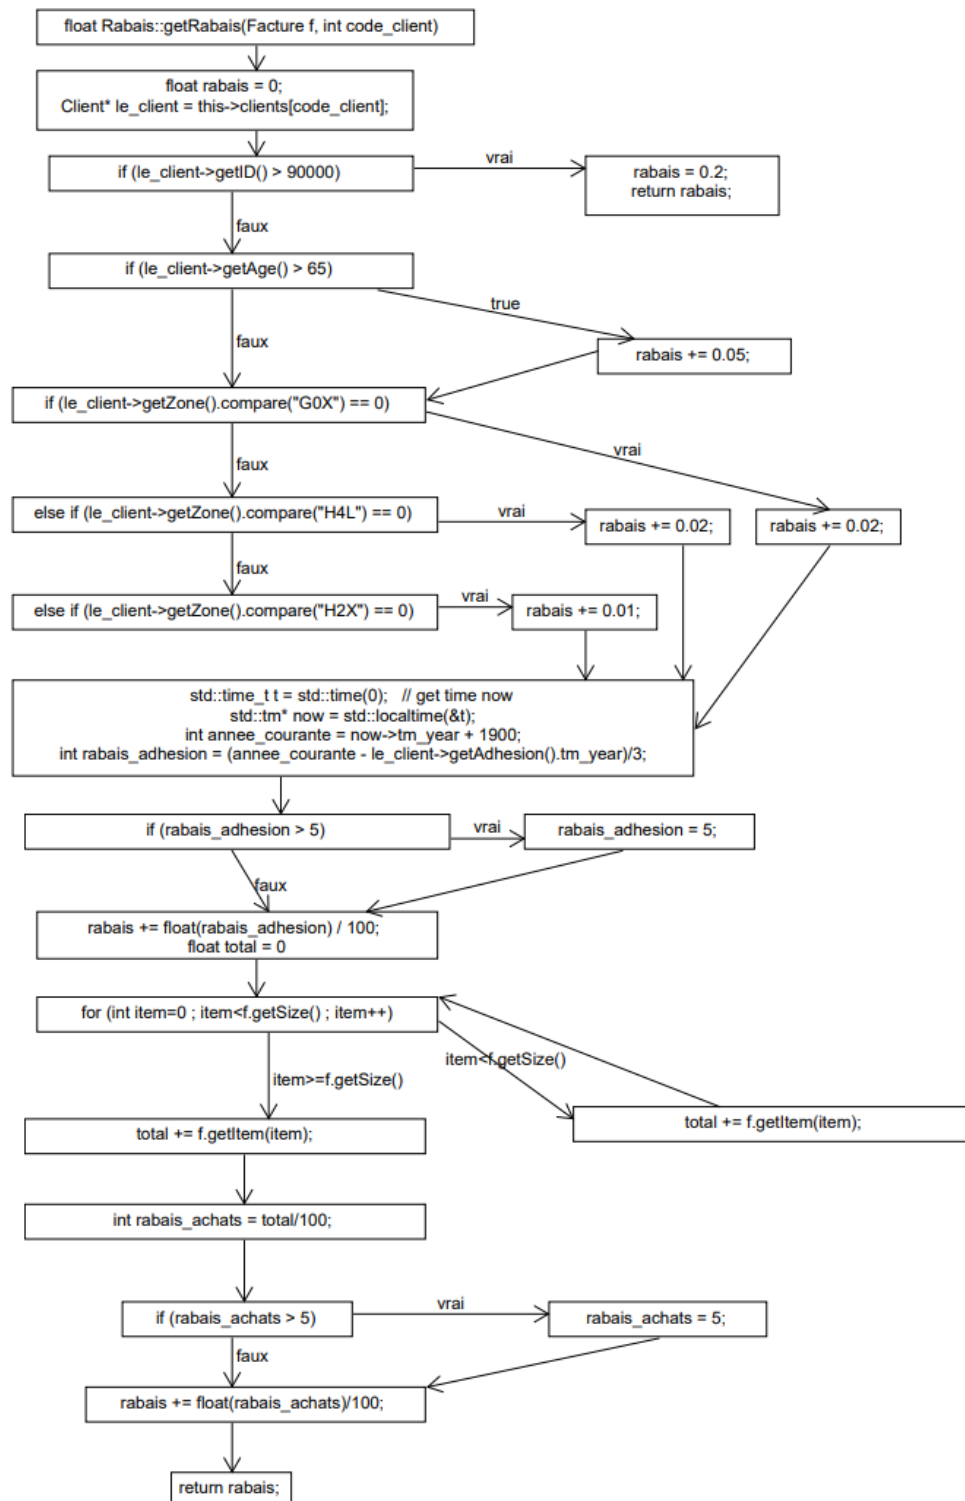 float Rabais::getRabais(Facture f, int code_client)
float rabais = 0;
Client* le_client = this->clients[code_client];
if (le_client->getID() > 90000)
vrai
rabais = 0.2;
return rabais;
faux
if (le_client->getAge() > 65)
true
faux
rabais += 0.05;
if (le_client->getZone().compare("G0X") == 0)
vrai
faux
else if (le_client->getZone().compare("H4L") == 0)
vrai
rabais += 0.02;
rabais += 0.02;
faux
else if (le_client->getZone().compare("H2X") == 0)
vrai
rabais += 0.01;
std::time_t t = std::time(0);   // get time now
std::tm* now = std::localtime(&t);
int annee_courante = now->tm_year + 1900;
int rabais_adhesion = (annee_courante - le_client->getAdhesion().tm_year)/3;
if (rabais_adhesion > 5)
vrai
rabais_adhesion = 5;
faux
rabais += float(rabais_adhesion) / 100;
float total = 0
for (int item=0 ; item<f.getSize() ; item++)
item<f.getSize()
item>=f.getSize()
total += f.getItem(item);
total += f.getItem(item);
int rabais_achats = total/100;
if (rabais_achats > 5)
vrai
rabais_achats = 5;
faux
rabais += float(rabais_achats)/100;
return rabais;